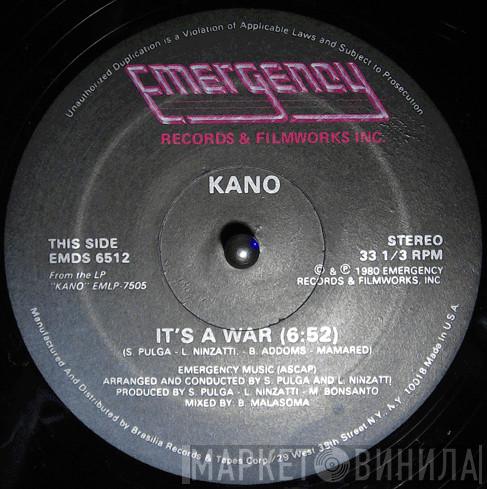 Unauthorized Duplication is a Violation of Applicable Laws and Subject to Prosecution
Emergency
RECORDS & FILMWORKS INC.
KANO
THIS SIDE
EMDS 6512
From the LP
"KANO" EMLP-7505
STEREO
33 1/3 RPM
© & ℗ 1980 EMERGENCY
RECORDS & FILMWORKS, INC
IT'S A WAR (6:52)
(S. PULGA - L. NINZATTI. - B. ADDOMS - MAMARED)
EMERGENCY MUSIC (ASCAP)
ARRANGED AND CONDUCTED BY S. PULGA AND L. NINZATTI
PRODUCED BY S. PULGA - L. NINZATTI - M. BONSANTO
MIXED BY: B. MALASOMA
Manufactured And Distributed by Brasilia Records & Tapes Corp./29 West 38th Street N.Y., N.Y. 10018 Made in U.S.A.
МАРКЕТ ВИНИЛА